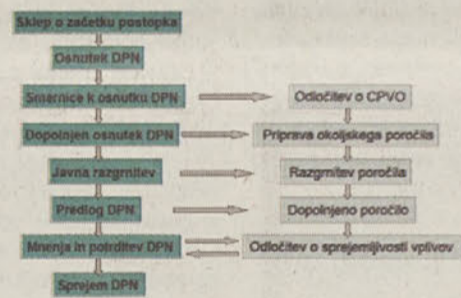 Sklep o začetku postopka
Osnutek DPN
Smernice k osnutku DPN
Odločitev o CPVO
Dopolnjen osnutek DPN
Priprava okoljskega poročila
Javna razgrnitev
Razgrnitev poročila
Predlog DPN
Dopolnjeno poročilo
Mnenja in potrditev DPN
Odločitev o sprejemljivosti vplivov
Sprejem DPN